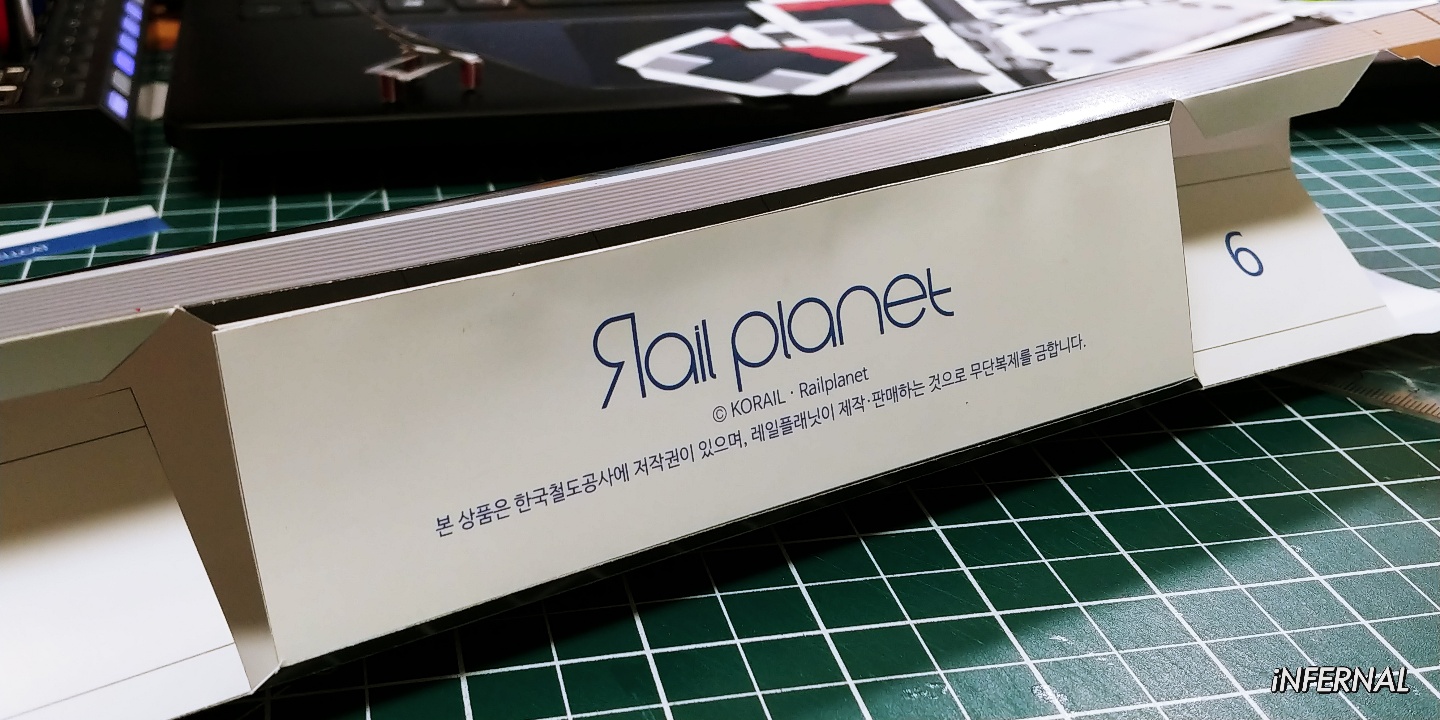 Rail planet
© KORAIL · Railplanet
본 상품은 한국철도공사에 저작권이 있으며, 레일플래닛이 제작·판매하는 것으로 무단복제를 금합니다.
6
iNFERNAL